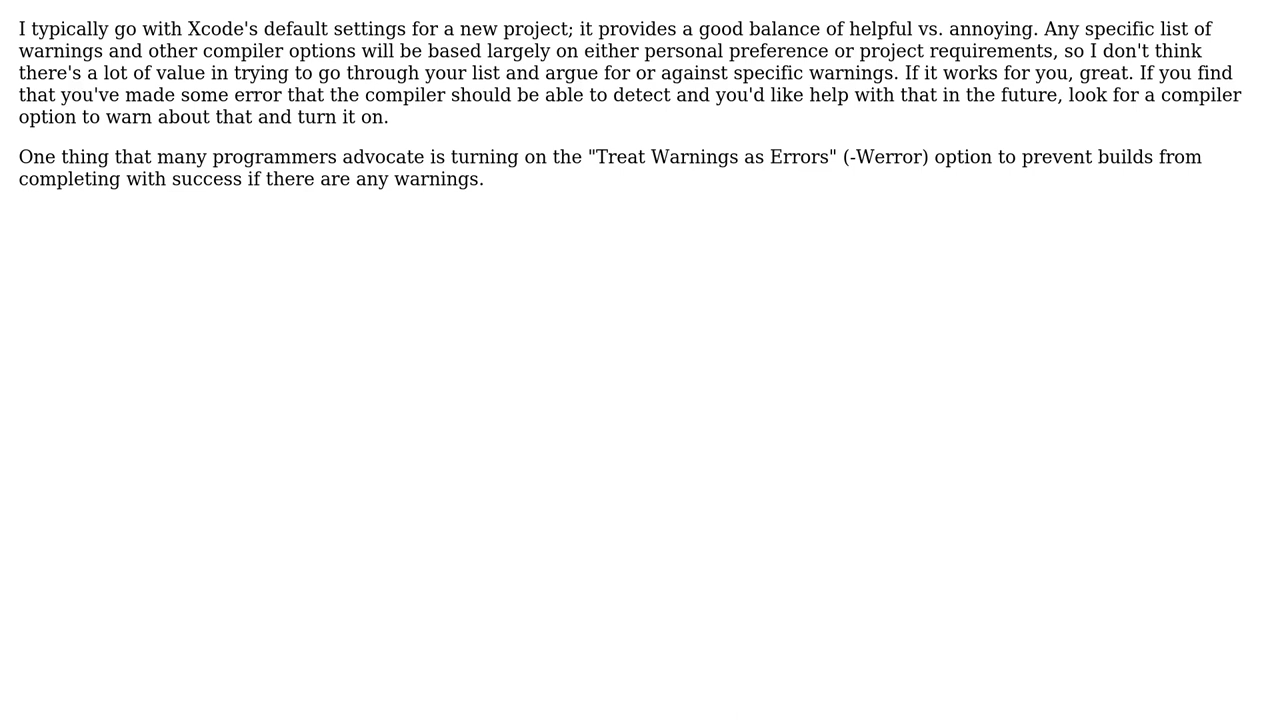 I typically go with Xcode's default settings for a new project; it provides a good balance of helpful vs. annoying. Any specific list of
warnings and other compiler options will be based largely on either personal preference or project requirements, so I don't think
there's a lot of value in trying to go through your list and argue for or against specific warnings. If it works for you, great. If you find
that you've made some error that the compiler should be able to detect and you'd like help with that in the future, look for a compiler
option to warn about that and turn it on.
One thing that many programmers advocate is turning on the "Treat Warnings as Errors" (-Werror) option to prevent builds from
completing with success if there are any warnings.